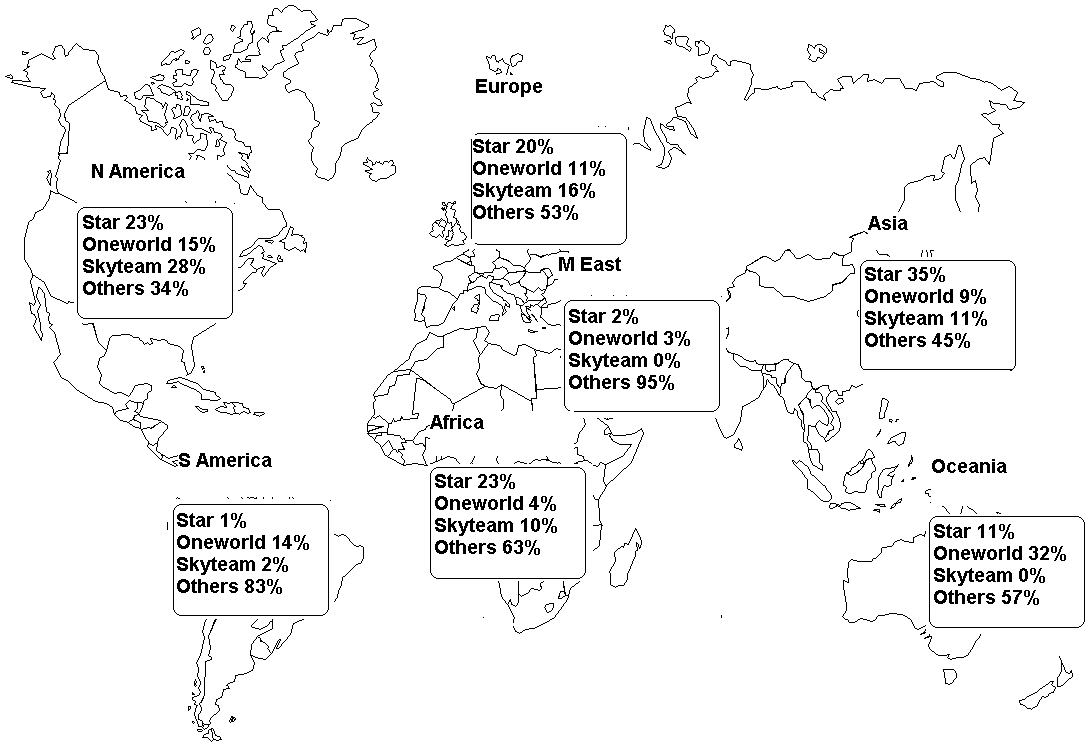 Europe
Star 20%
Oneworld 11%
Skyteam 16%
Others 53%
N America
Star 23%
Oneworld 15%
Skyteam 28%
Others 34%
Asia
Star 35%
Oneworld 9%
Skyteam 11%
Others 45%
M East
Star 2%
Oneworld 3%
Skyteam 0%
Others 95%
Africa
Star 23%
Oneworld 4%
Skyteam 10%
Others 63%
S America
Star 1%
Oneworld 14%
Skyteam 2%
Others 83%
Oceania
Star 11%
Oneworld 32%
Skyteam 0%
Others 57%